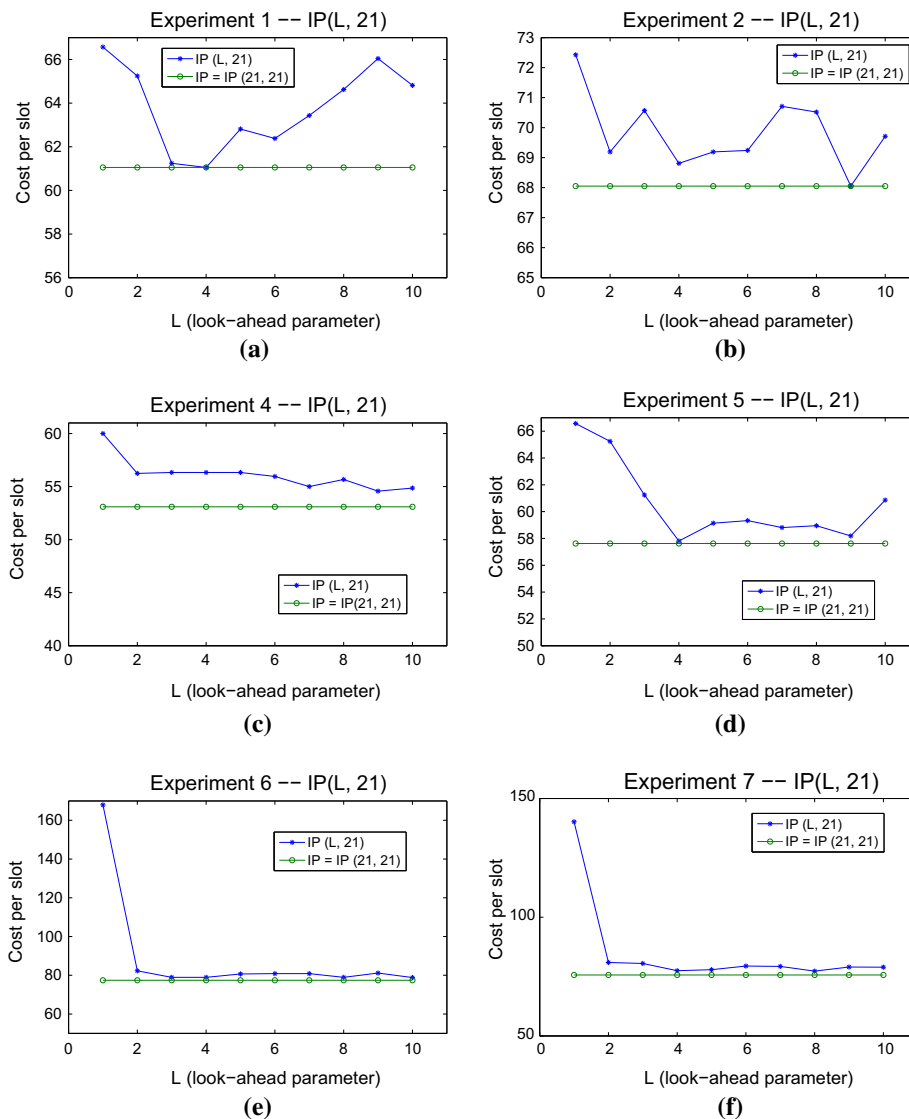 Experiment 1 −− IP(L, 21)
66
64
62
60
58
56
Cost per slot
IP (L, 21)
IP = IP (21, 21)
0 2 4 6 8 10
L (look−ahead parameter)
(a)
Experiment 2 −− IP(L, 21)
73
72
71
70
69
68
67
66
65
Cost per slot
IP (L, 21)
IP = IP (21, 21)
0 2 4 6 8 10
L (look−ahead parameter)
(b)
Experiment 4 −− IP(L, 21)
60
55
50
45
40
Cost per slot
IP (L, 21)
IP = IP(21, 21)
0 2 4 6 8 10
L (look−ahead parameter)
(c)
Experiment 5 −− IP(L, 21)
66
64
62
60
58
56
54
52
50
Cost per slot
IP (L, 21)
IP = IP (21, 21)
0 2 4 6 8 10
L (look−ahead parameter)
(d)
Experiment 6 −− IP(L, 21)
160
140
120
100
80
60
Cost per slot
IP (L, 21)
IP = IP (21, 21)
0 2 4 6 8 10
L (look−ahead parameter)
(e)
Experiment 7 −− IP(L, 21)
150
100
50
Cost per slot
IP (L, 21)
IP = IP (21, 21)
0 2 4 6 8 10
L (look−ahead parameter)
(f)